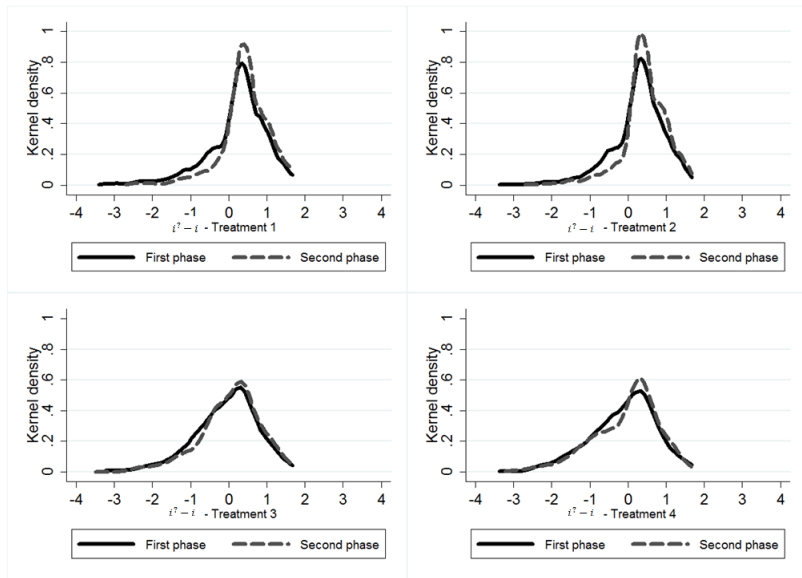 Kernel density
0 .2 .4 .6 .8 1
-4 -3 -2 -1 0 1 2 3 4
i? − i - Treatment 1
First phase Second phase
Kernel density
0 .2 .4 .6 .8 1
-4 -3 -2 -1 0 1 2 3 4
i? − i - Treatment 2
First phase Second phase
Kernel density
0 .2 .4 .6 .8 1
-4 -3 -2 -1 0 1 2 3 4
i? − i - Treatment 3
First phase Second phase
Kernel density
0 .2 .4 .6 .8 1
-4 -3 -2 -1 0 1 2 3 4
i? − i - Treatment 4
First phase Second phase